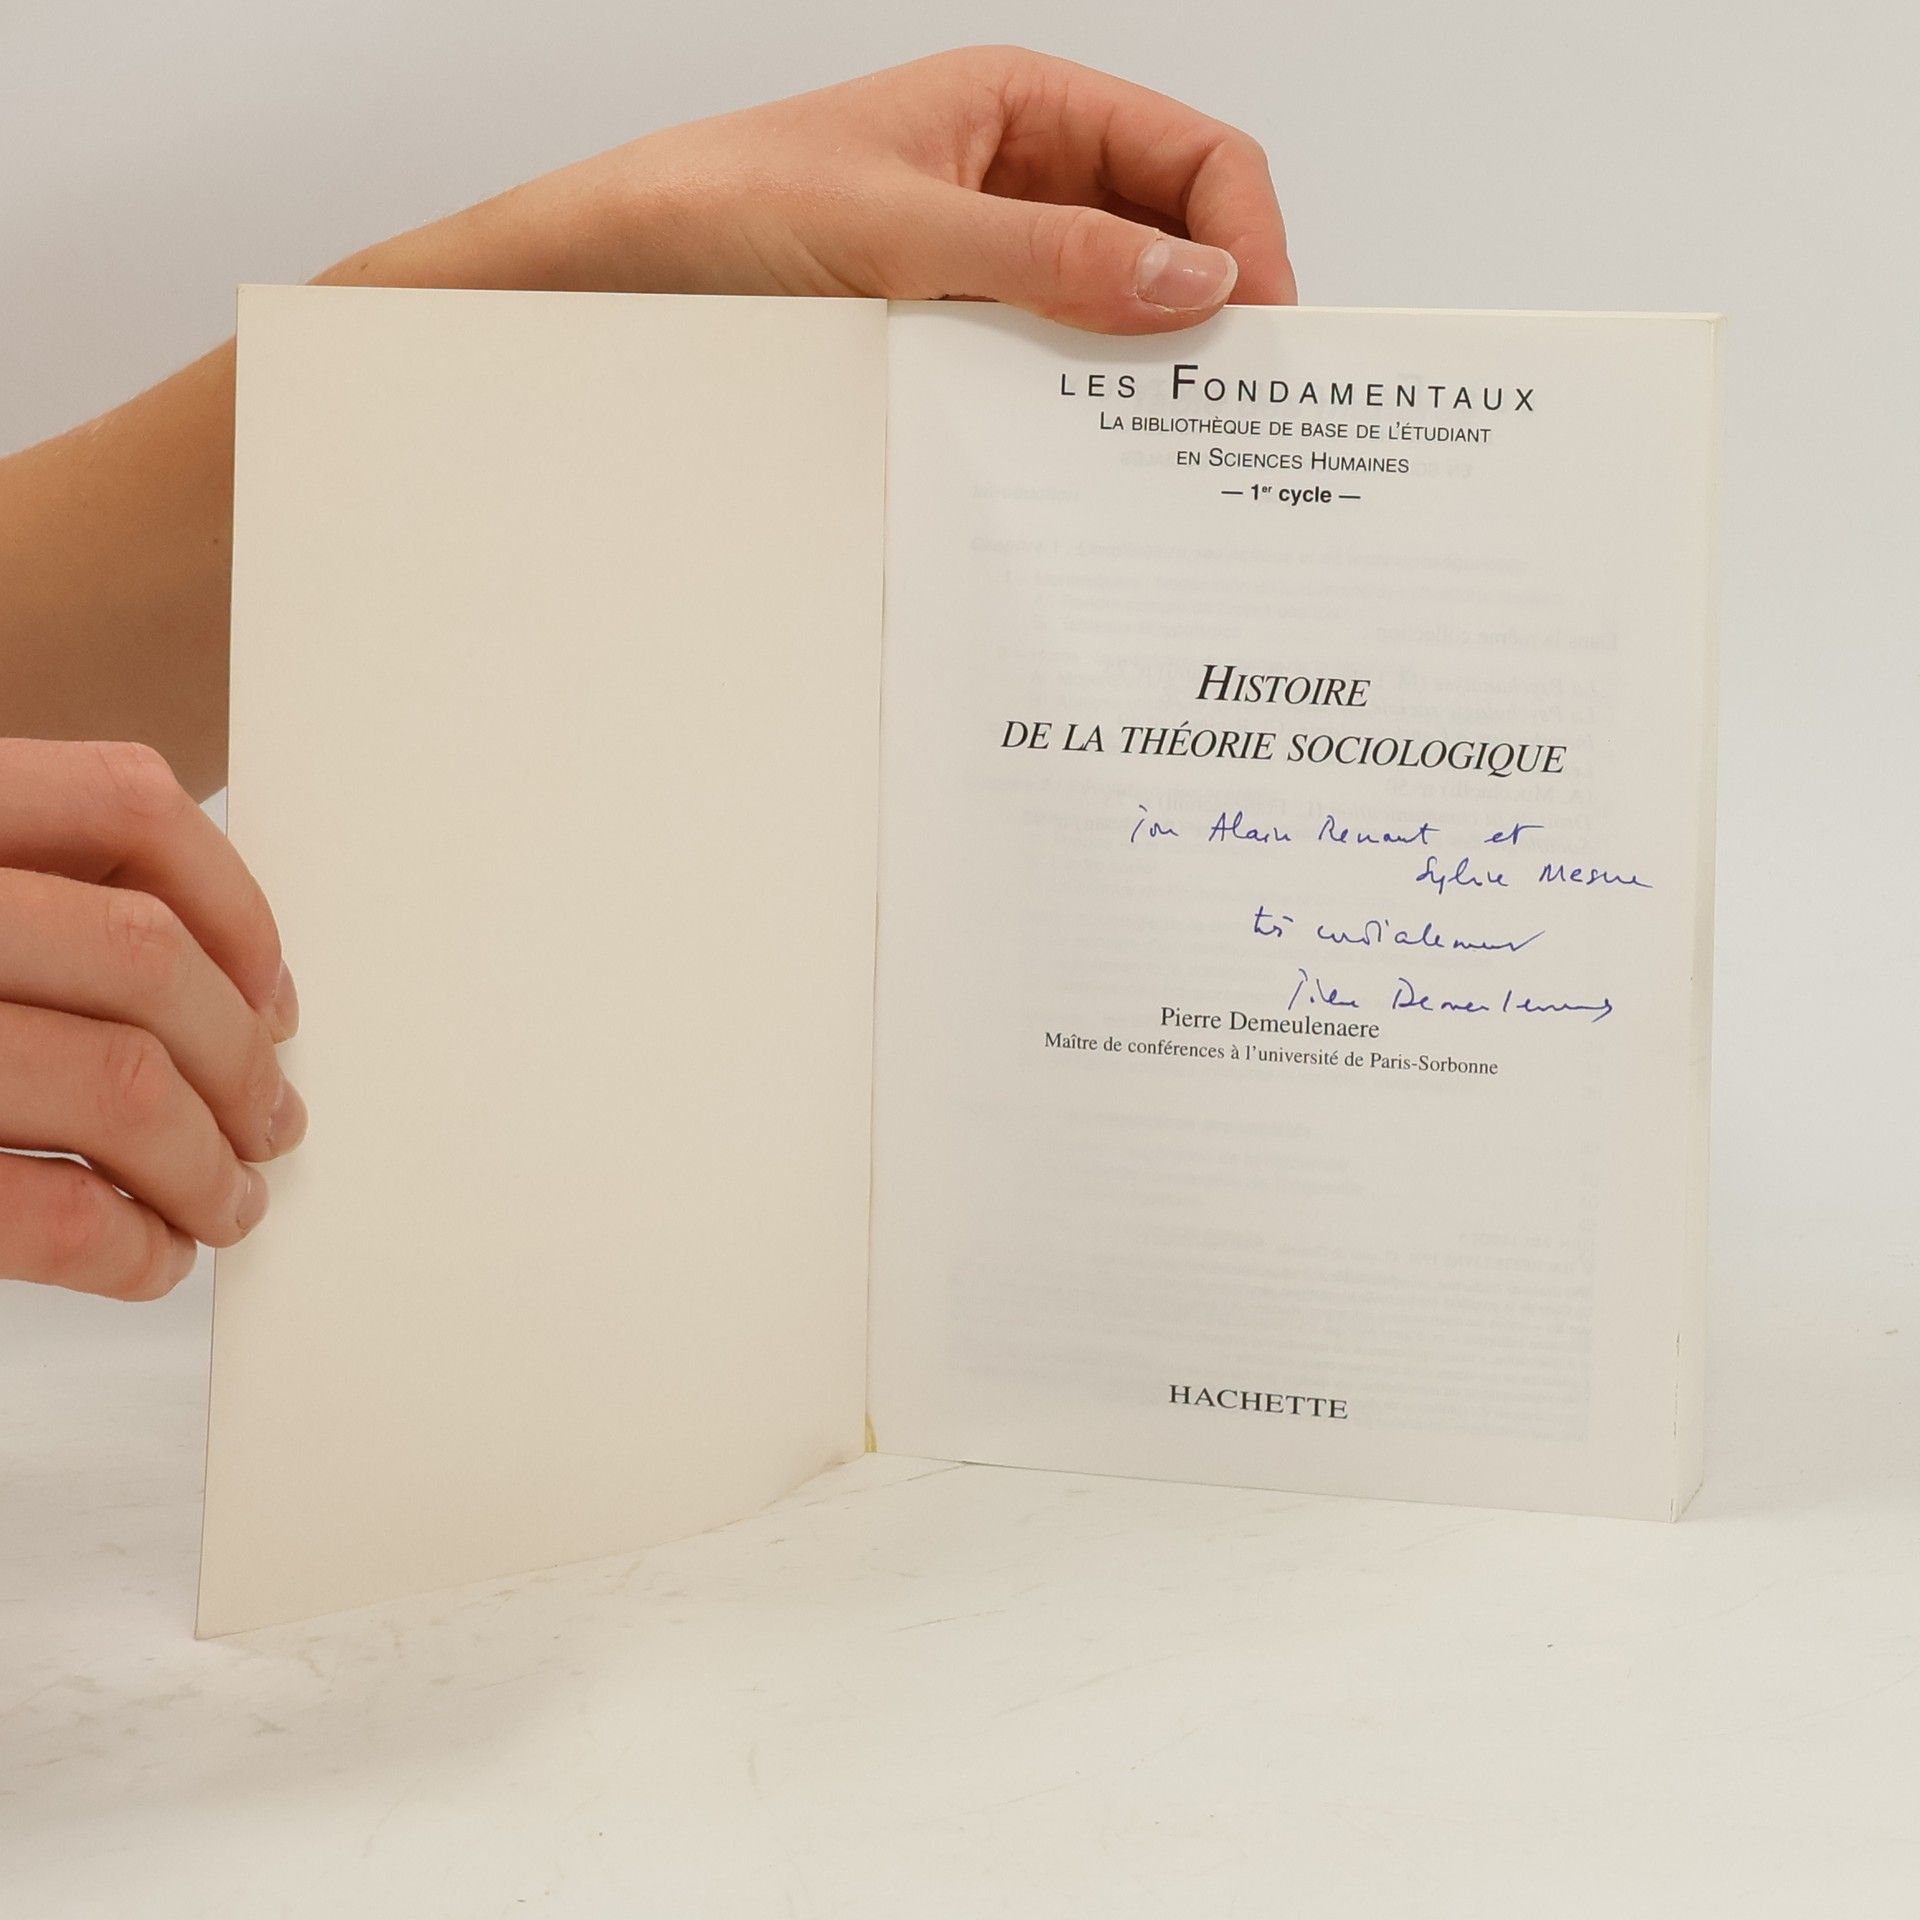 LES FONDAMENTAUX
LA BIBLIOTHÈQUE DE BASE DE L'ÉTUDIANT
EN SCIENCES HUMAINES
— 1er cycle —
HISTOIRE
DE LA THÉORIE SOCIOLOGIQUE
Alain Renaut et
Sylvie Mesure
très cordialement
Pierre Demeulenaere
Pierre Demeulenaere
Maître de conférences à l'université de Paris-Sorbonne
HACHETTE